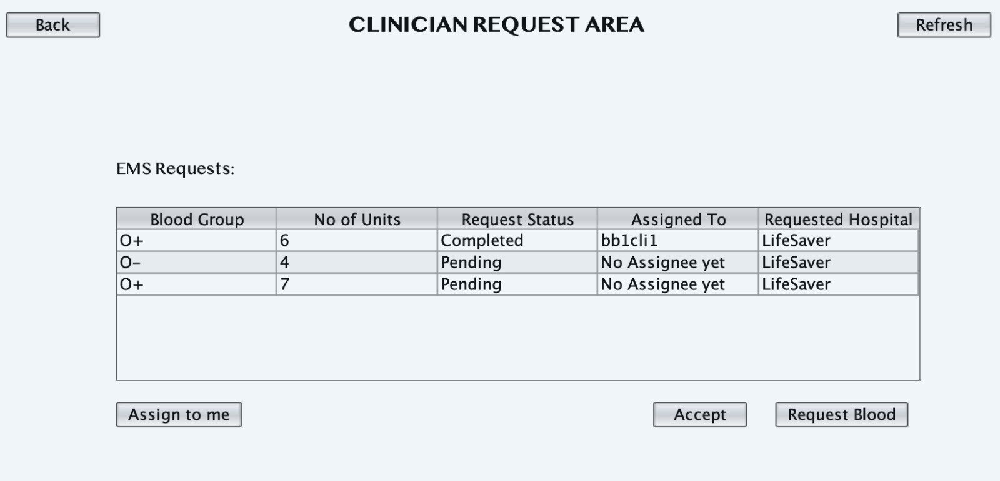 Back CLINICIAN REQUEST AREA Refresh
EMS Requests:
Blood Group No of Units Request Status Assigned To Requested Hospital
O+ 6 Completed bb1cli1 LifeSaver
O- 4 Pending No Assignee yet LifeSaver
O+ 7 Pending No Assignee yet LifeSaver
Assign to me Accept Request Blood